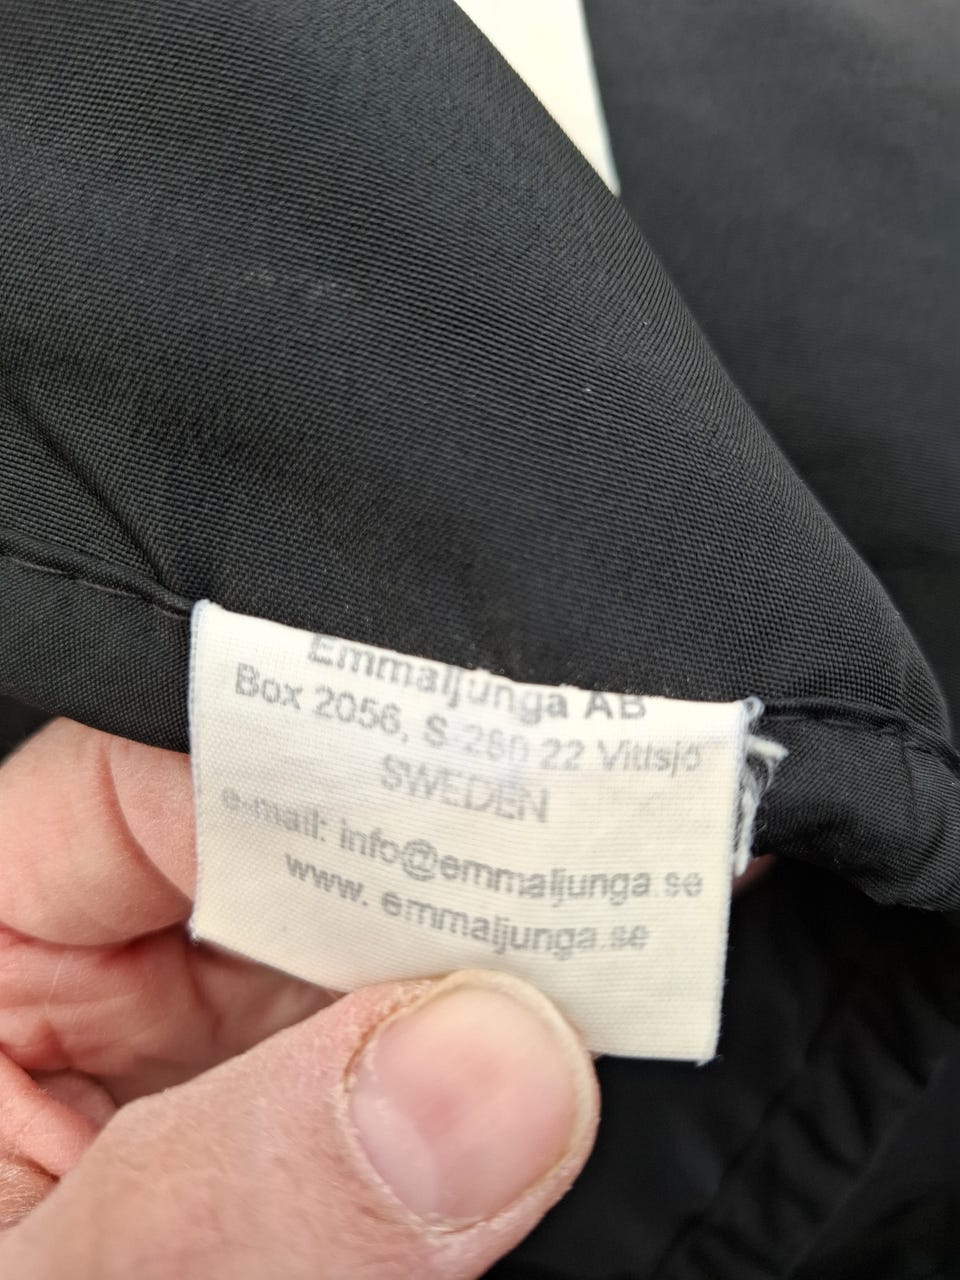 Emmaljunga AB
Box 2056, S 280 22 Vittsjö
SWEDEN
e-mail: info@emmaljunga.se
www. emmaljunga.se